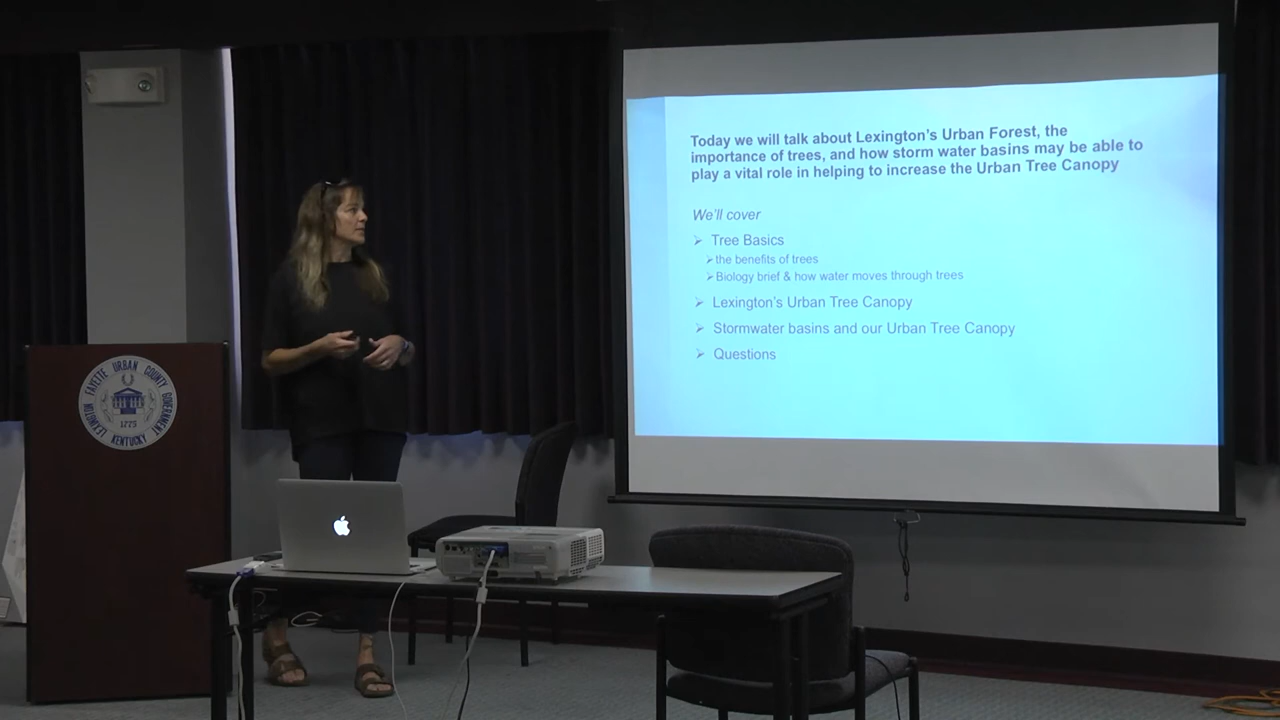 Today we will talk about Lexington's Urban Forest, the
importance of trees, and how storm water basins may be able to
play a vital role in helping to increase the Urban Tree Canopy
We'll cover
Tree Basics
the benefits of trees
Biology brief & how water moves through trees
Lexington's Urban Tree Canopy
Stormwater basins and our Urban Tree Canopy
Questions
LEXINGTON FAYETTE URBAN COUNTY GOVERNMENT
1775
KENTUCKY